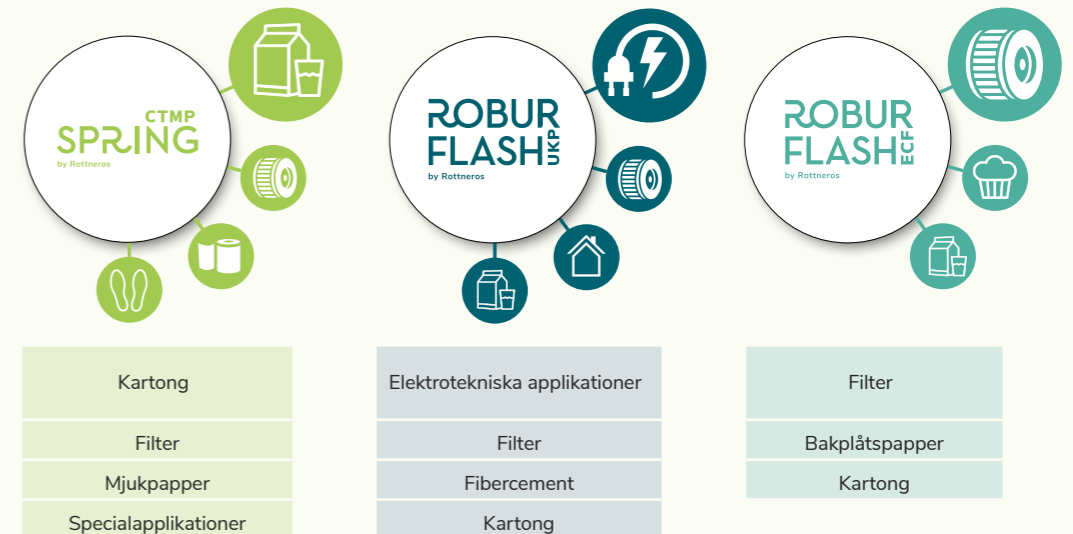 CTMP
SPRING
by Rottneros
ROBUR
FLASH UKP
by Rottneros
ROBUR
FLASH ECF
by Rottneros
Kartong
Filter
Mjukpapper
Specialapplikationer
Elektrotekniska applikationer
Filter
Fibercement
Kartong
Filter
Bakplåtspapper
Kartong